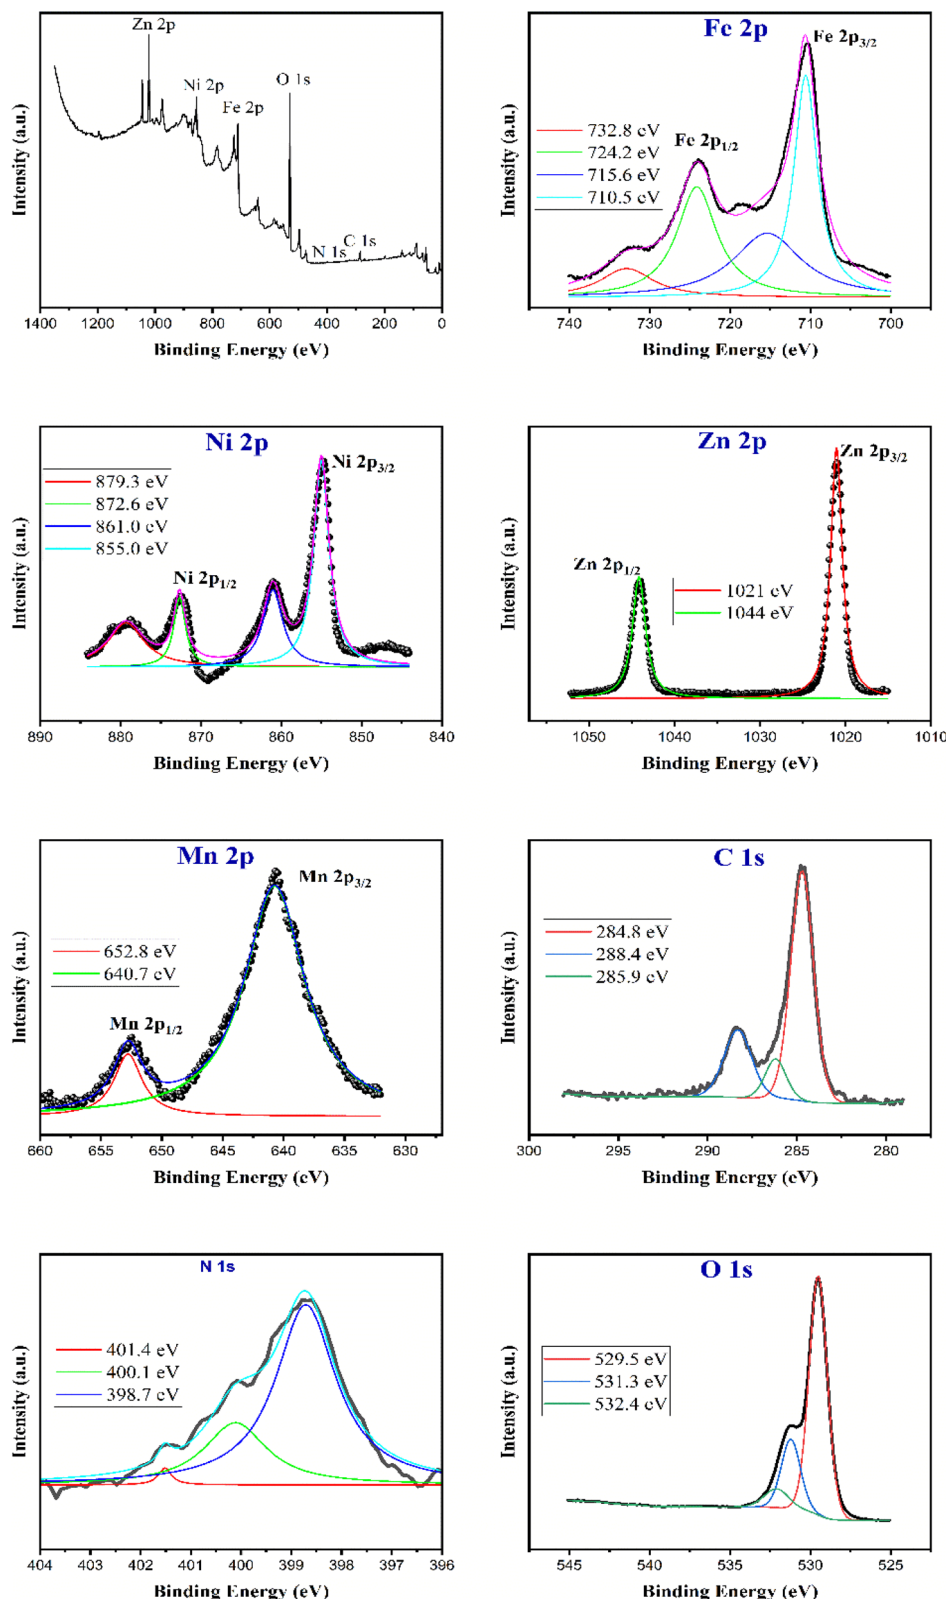 Zn 2p
Ni 2p
Fe 2p
O 1s
N 1s
C 1s
Intensity (a.u.)
1400 1200 1000 800 600 400 200 0
Binding Energy (eV)
Fe 2p
Fe 2p3/2
Fe 2p1/2
732.8 eV
724.2 eV
715.6 eV
710.5 eV
Intensity (a.u.)
740 730 720 710 700
Binding Energy (eV)
Ni 2p
Ni 2p3/2
879.3 eV
872.6 eV
861.0 eV
855.0 eV
Ni 2p1/2
Intensity (a.u.)
890 880 870 860 850 840
Binding Energy (eV)
Zn 2p
Zn 2p3/2
Zn 2p1/2
1021 eV
1044 eV
Intensity (a.u.)
1050 1040 1030 1020 1010
Binding Energy (eV)
Mn 2p
Mn 2p3/2
652.8 eV
640.7 eV
Mn 2p1/2
Intensity (a.u.)
660 655 650 645 640 635 630
Binding Energy (eV)
C 1s
284.8 eV
288.4 eV
285.9 eV
Intensity (a.u.)
300 295 290 285 280
Binding Energy (eV)
N 1s
401.4 eV
400.1 eV
398.7 eV
Intensity (a.u.)
404 403 402 401 400 399 398 397 396
Binding Energy (eV)
O 1s
529.5 eV
531.3 eV
532.4 eV
Intensity (a.u.)
545 540 535 530 525
Binding Energy (eV)